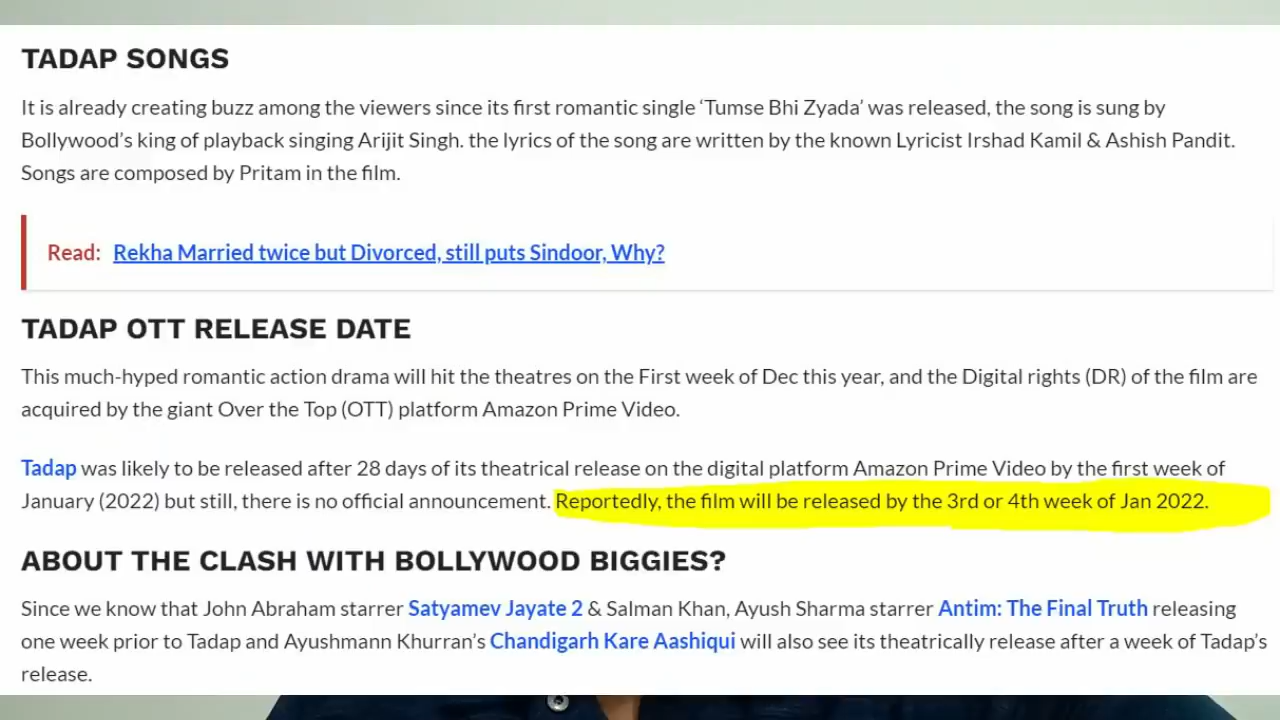 TADAP SONGS
It is already creating buzz among the viewers since its first romantic single ‘Tumse Bhi Zyada’ was released, the song is sung by
Bollywood’s king of playback singing Arijit Singh. the lyrics of the song are written by the known Lyricist Irshad Kamil & Ashish Pandit.
Songs are composed by Pritam in the film.
Read: Rekha Married twice but Divorced, still puts Sindoor, Why?
TADAP OTT RELEASE DATE
This much-hyped romantic action drama will hit the theatres on the First week of Dec this year, and the Digital rights (DR) of the film are
acquired by the giant Over the Top (OTT) platform Amazon Prime Video.
Tadap was likely to be released after 28 days of its theatrical release on the digital platform Amazon Prime Video by the first week of
January (2022) but still, there is no official announcement. Reportedly, the film will be released by the 3rd or 4th week of Jan 2022.
ABOUT THE CLASH WITH BOLLYWOOD BIGGIES?
Since we know that John Abraham starrer Satyamev Jayate 2 & Salman Khan, Ayush Sharma starrer Antim: The Final Truth releasing
one week prior to Tadap and Ayushmann Khurran’s Chandigarh Kare Aashiqui will also see its theatrically release after a week of Tadap’s
release.